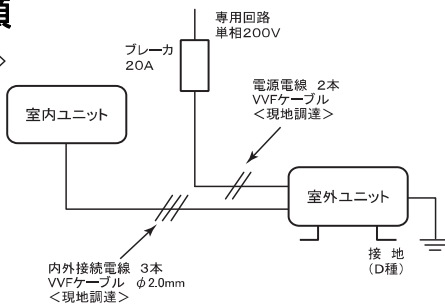 専用回路
単相200V
ブレーカ
20A
電源電線 2本
VVFケーブル
<現地調達>
室内ユニット
室外ユニット
接 地
(D種)
内外接続電線 3本
VVFケーブル φ2.0mm
<現地調達>